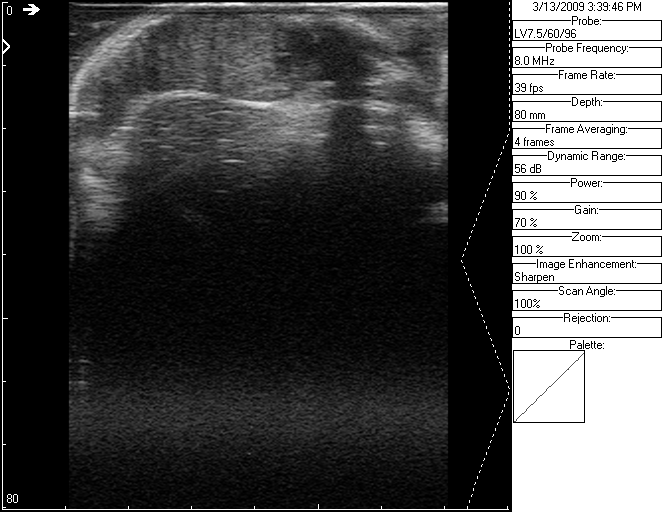 0
80
3/13/2009 3:39:46 PM
Probe:
LV7.5/60/96
Probe Frequency:
8.0 MHz
Frame Rate:
39 fps
Depth:
80 mm
Frame Averaging:
4 frames
Dynamic Range:
56 dB
Power:
90 %
Gain:
70 %
Zoom:
100 %
Image Enhancement:
Sharpen
Scan Angle:
100%
Rejection:
0
Palette: